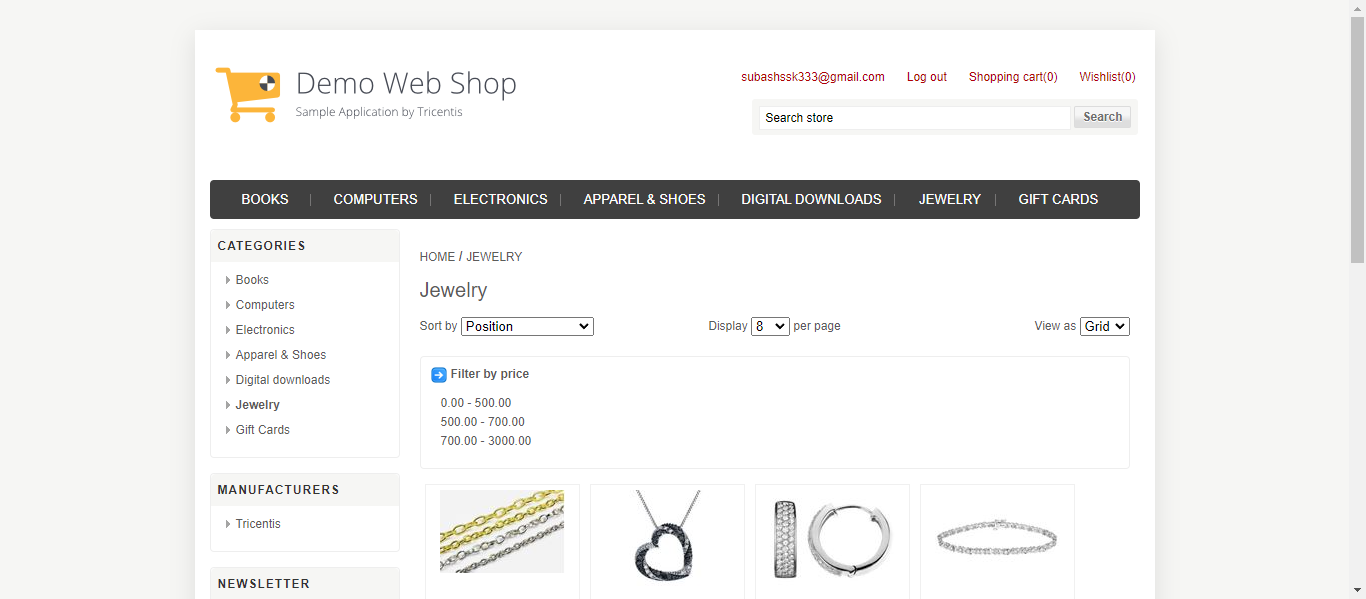 Demo Web Shop
Sample Application by Tricentis
subashssk333@gmail.com Log out Shopping cart(0) Wishlist(0)
Search store Search
BOOKS COMPUTERS ELECTRONICS APPAREL & SHOES DIGITAL DOWNLOADS JEWELRY GIFT CARDS
CATEGORIES
Books
Computers
Electronics
Apparel & Shoes
Digital downloads
Jewelry
Gift Cards
MANUFACTURERS
Tricentis
NEWSLETTER
HOME / JEWELRY
Jewelry
Sort by Position Display 8 per page View as Grid
Filter by price
0.00 - 500.00
500.00 - 700.00
700.00 - 3000.00